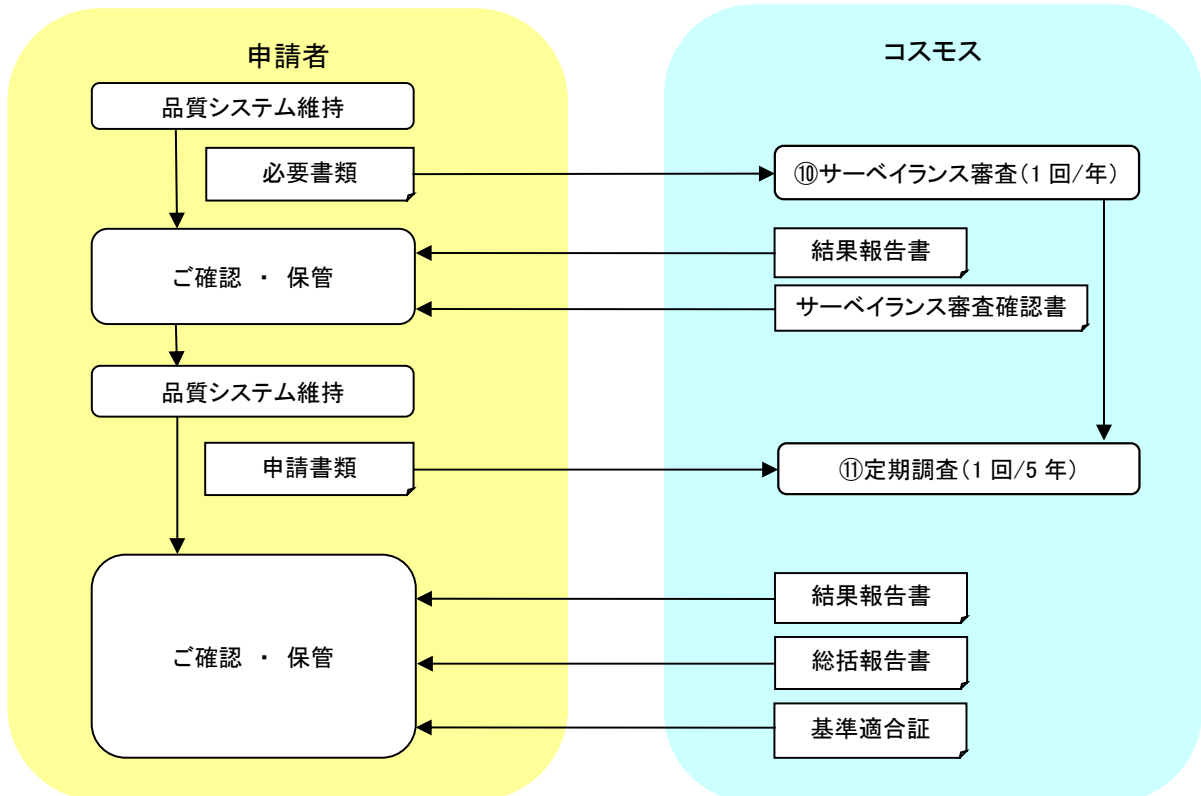 申請者
コスモス
品質システム維持
必要書類
⑩サーベイランス審査(1 回/年)
ご確認 ・ 保管
結果報告書
サーベイランス審査確認書
品質システム維持
申請書類
⑪定期調査(1 回/5 年)
ご確認 ・ 保管
結果報告書
総括報告書
基準適合証